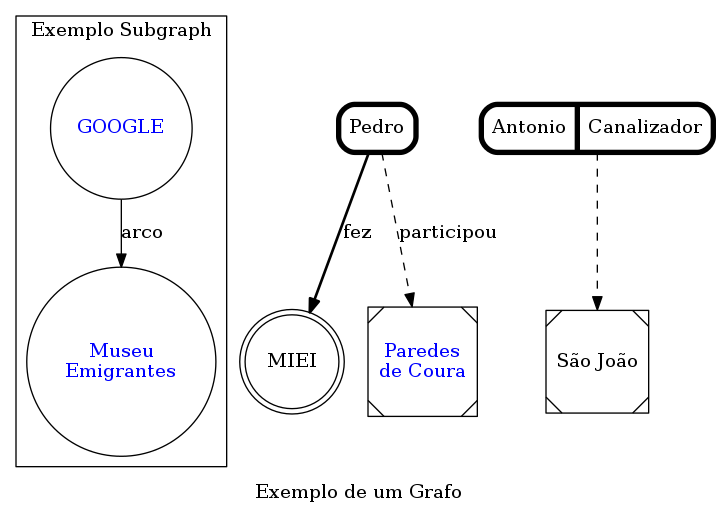 Exemplo Subgraph
GOOGLE
arco
Museu
Emigrantes
Pedro
fez
participou
MIEI
Paredes
de Coura
Antonio
Canalizador
São João
Exemplo de um Grafo